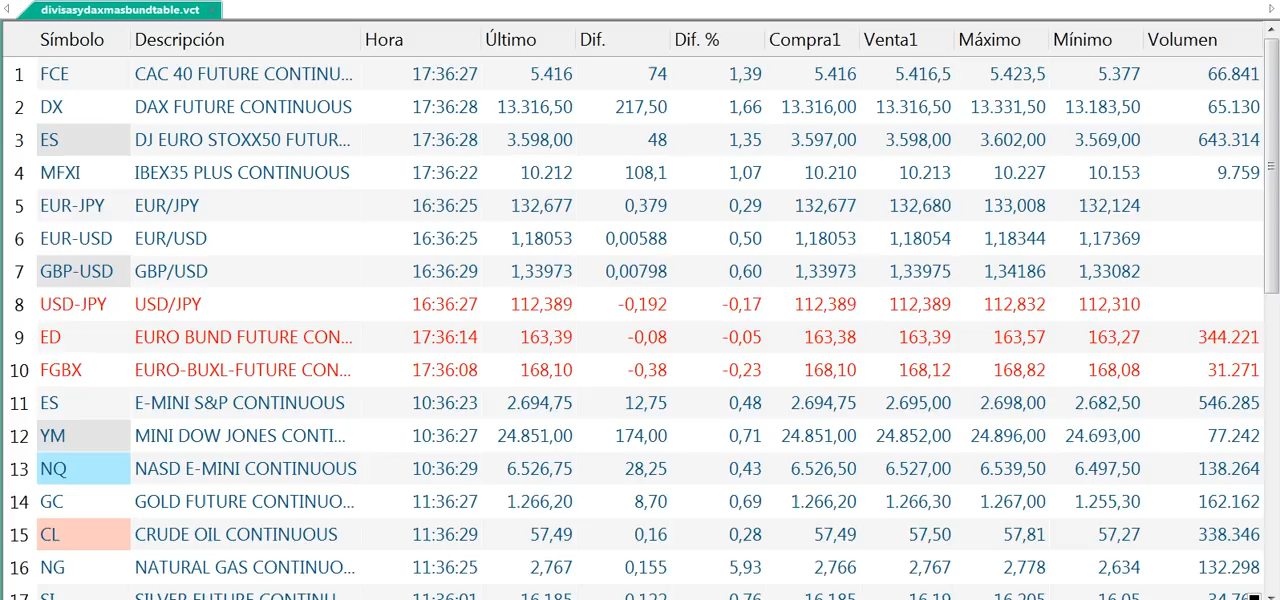 divisasydaxmasbundtable.vct
Símbolo Descripción Hora Último Dif. Dif. % Compra1 Venta1 Máximo Mínimo Volumen
1 FCE CAC 40 FUTURE CONTINU... 17:36:27 5.416 74 1,39 5.416 5.416,5 5.423,5 5.377 66.841
2 DX DAX FUTURE CONTINUOUS 17:36:28 13.316,50 217,50 1,66 13.316,00 13.316,50 13.331,50 13.183,50 65.130
3 ES DJ EURO STOXX50 FUTUR... 17:36:28 3.598,00 48 1,35 3.597,00 3.598,00 3.602,00 3.569,00 643.314
4 MFXI IBEX35 PLUS CONTINUOUS 17:36:22 10.212 108,1 1,07 10.210 10.213 10.227 10.153 9.759
5 EUR-JPY EUR/JPY 16:36:25 132,677 0,379 0,29 132,677 132,680 133,008 132,124
6 EUR-USD EUR/USD 16:36:25 1,18053 0,00588 0,50 1,18053 1,18054 1,18344 1,17369
7 GBP-USD GBP/USD 16:36:29 1,33973 0,00798 0,60 1,33973 1,33975 1,34186 1,33082
8 USD-JPY USD/JPY 16:36:27 112,389 -0,192 -0,17 112,389 112,389 112,832 112,310
9 ED EURO BUND FUTURE CON... 17:36:14 163,39 -0,08 -0,05 163,38 163,39 163,57 163,27 344.221
10 FGBX EURO-BUXL-FUTURE CON... 17:36:08 168,10 -0,38 -0,23 168,10 168,12 168,82 168,08 31.271
11 ES E-MINI S&P CONTINUOUS 10:36:23 2.694,75 12,75 0,48 2.694,75 2.695,00 2.698,00 2.682,50 546.285
12 YM MINI DOW JONES CONTI... 10:36:27 24.851,00 174,00 0,71 24.851,00 24.852,00 24.896,00 24.693,00 77.242
13 NQ NASD E-MINI CONTINUOUS 10:36:29 6.526,75 28,25 0,43 6.526,50 6.527,00 6.539,50 6.497,50 138.264
14 GC GOLD FUTURE CONTINUO... 11:36:27 1.266,20 8,70 0,69 1.266,20 1.266,30 1.267,00 1.255,30 162.162
15 CL CRUDE OIL CONTINUOUS 11:36:29 57,49 0,16 0,28 57,49 57,50 57,81 57,27 338.346
16 NG NATURAL GAS CONTINUO... 11:36:25 2,767 0,155 5,93 2,766 2,767 2,778 2,634 132.298
17 SI SILVER FUTURE CONTINU... 11:36:01 16,185 0,122 0,76 16,185 16,19 16,205 16,05